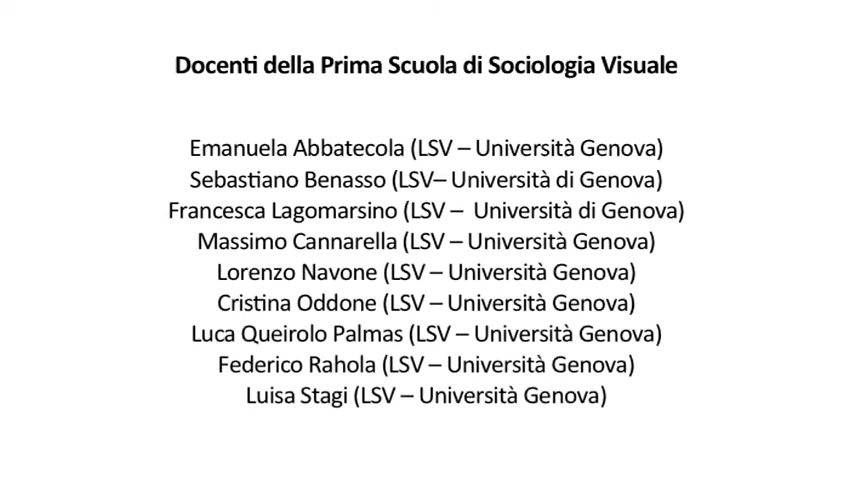 Docenti della Prima Scuola di Sociologia Visuale
Emanuela Abbatecola (LSV – Università Genova)
Sebastiano Benasso (LSV– Università di Genova)
Francesca Lagomarsino (LSV – Università di Genova)
Massimo Cannarella (LSV – Università Genova)
Lorenzo Navone (LSV – Università Genova)
Cristina Oddone (LSV – Università Genova)
Luca Queirolo Palmas (LSV – Università Genova)
Federico Rahola (LSV – Università Genova)
Luisa Stagi (LSV – Università Genova)